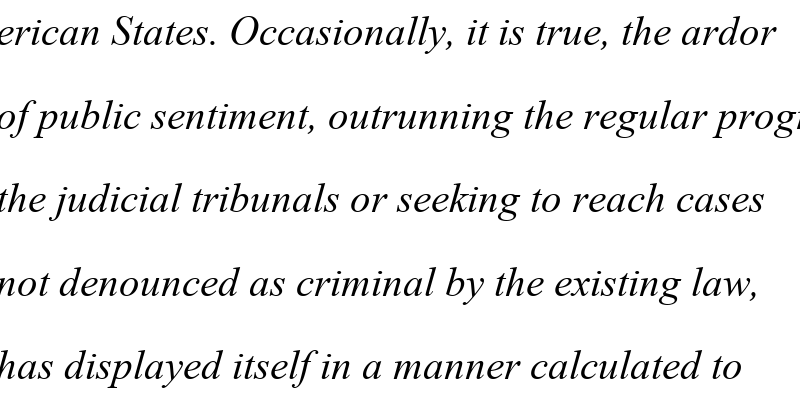 erican States. Occasionally, it is true, the ardor
of public sentiment, outrunning the regular progr
the judicial tribunals or seeking to reach cases
not denounced as criminal by the existing law,
has displayed itself in a manner calculated to